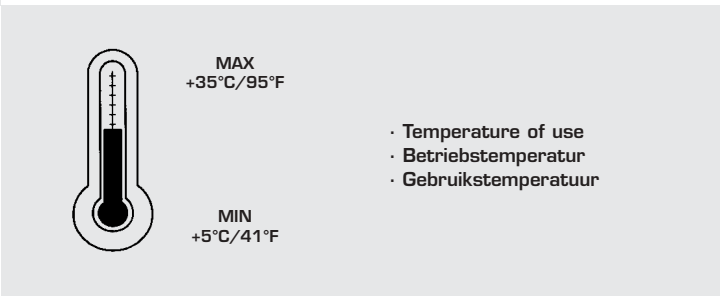 MAX
+35°C/95°F
· Temperature of use
· Betriebstemperatur
· Gebruikstemperatuur
MIN
+5°C/41°F